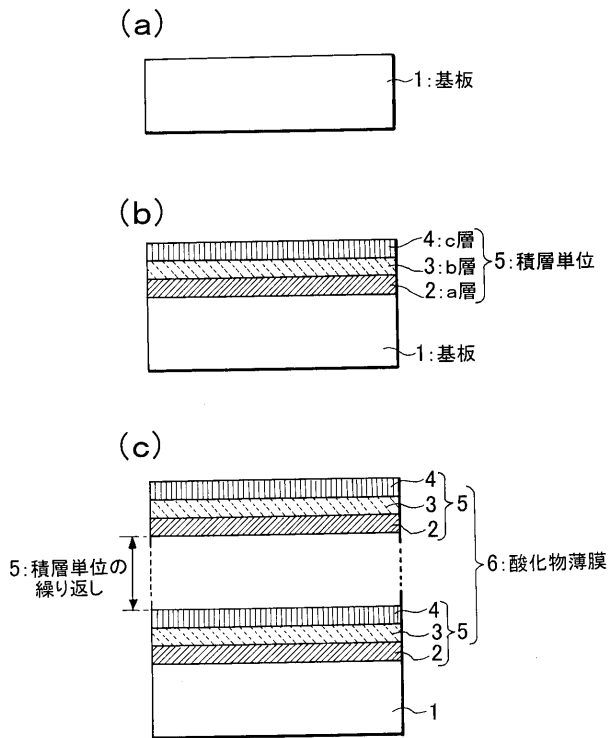 (a)
1:基板
(b)
4:c層
3:b層
2:a層
5:積層単位
1:基板
(c)
4
3
2
5
5:積層単位の
繰り返し
6:酸化物薄膜
4
3
2
5
1